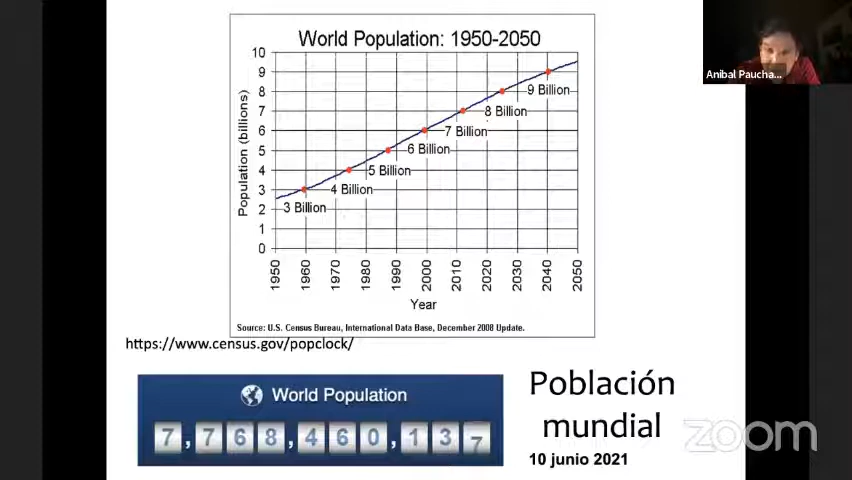 World Population: 1950-2050
Population (billions)
10
9
8
7
6
5
4
3
2
1
0
3 Billion
4 Billion
5 Billion
6 Billion
7 Billion
8 Billion
9 Billion
1950
1960
1970
1980
1990
2000
2010
2020
2030
2040
2050
Year
Source: U.S. Census Bureau, International Data Base, December 2008 Update.
https://www.census.gov/popclock/
World Population
7,768,460,137
Población
mundial
10 junio 2021
Anibal Paucha...
zoom